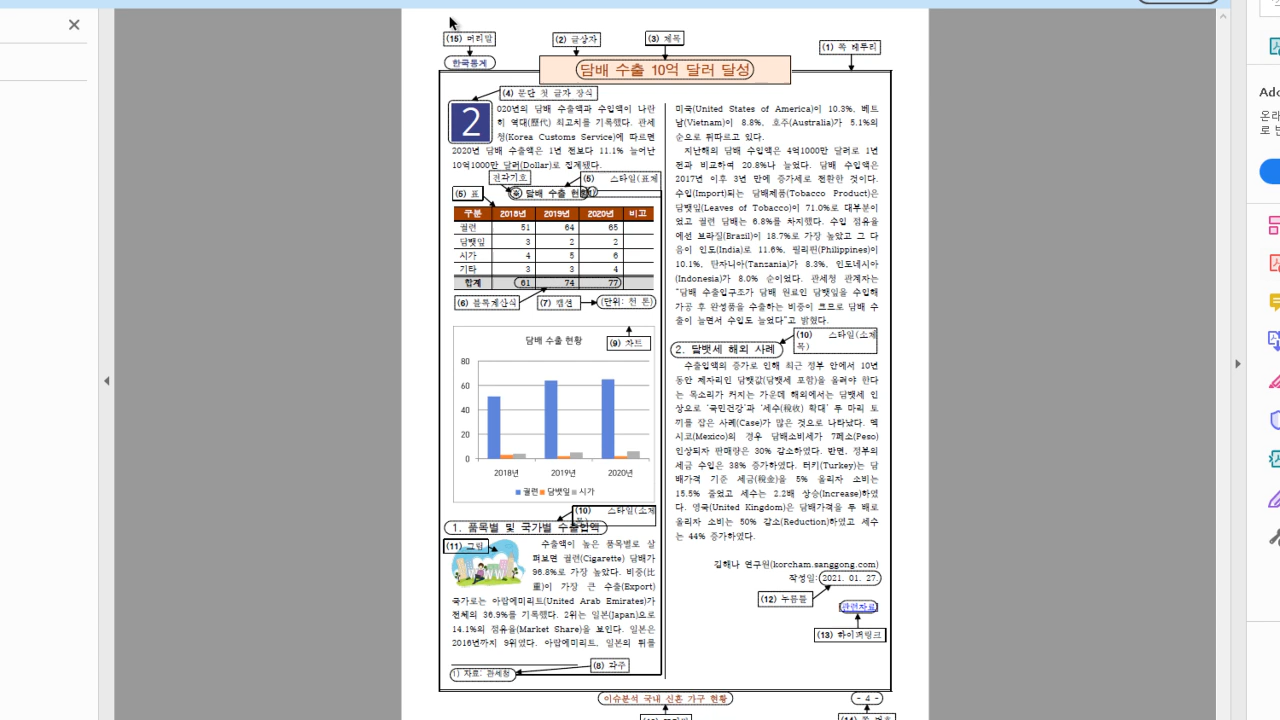 (15) 머리말
(2) 글상자
(3) 제목
(1) 쪽 테두리
한국통계
담배 수출 10억 달러 달성
(4) 문단 첫 글자 장식
2
020년의 담배 수출액과 수입액이 나란
히 역대(歷代) 최고치를 기록했다. 관세
청(Korea Customs Service)에 따르면
2020년 담배 수출액은 1년 전보다 11.1% 늘어난
10억1000만 달러(Dollar)로 집계됐다.
전각기호
(5) 스타일(표제
(5) 표
㉧ 담배 수출 현황
구분 2018년 2019년 2020년 비고
궐련 51 64 65
담뱃잎 3 2 2
시가 4 5 6
기타 3 3 4
합계 61 74 77
(6) 블록계산식
(7) 캡션
(단위: 천 톤)
담배 수출 현황
(9) 차트
80
60
40
20
0
2018년 2019년 2020년
궐련 담뱃잎 시가
(10) 스타일(소제
1. 품목별 및 국가별 수출입액
(11) 그림
수출액이 높은 품목별로 살
펴보면 궐련(Cigarette) 담배가
96.8%로 가장 높았다. 비중(比
重)이 가장 큰 수출(Export)
국가로는 아랍에미리트(United Arab Emirates)가
전체의 36.9%를 기록했다. 2위는 일본(Japan)으로
14.1%의 점유율(Market Share)을 보인다. 일본은
2016년까지 9위였다. 아랍에미리트, 일본의 뒤를
(8) 각주
1) 자료: 관세청
미국(United States of America)이 10.3%, 베트
남(Vietnam)이 8.8%, 호주(Australia)가 5.1%의
순으로 뒤따르고 있다.
지난해의 담배 수입액은 4억1000만 달러로 1년
전과 비교하여 20.8%나 늘었다. 담배 수입액은
2017년 이후 3년 만에 증가세로 전환한 것이다.
수입(Import)되는 담배제품(Tobacco Product)은
담뱃잎(Leaves of Tobacco)이 71.0%로 대부분이
었고 궐련 담배는 6.8%를 차지했다. 수입 점유율
에선 브라질(Brazil)이 18.7%로 가장 높았고 그 다
음이 인도(India)로 11.6%, 필리핀(Philippines)이
10.1%, 탄자니아(Tanzania)가 8.3%, 인도네시아
(Indonesia)가 8.0% 순이었다. 관세청 관계자는
"담배 수출입구조가 담배 원료인 담뱃잎을 수입해
가공 후 완성품을 수출하는 비중이 크므로 담배 수
출이 늘면서 수입도 늘었다"고 밝혔다.
(10) 스타일(소제
목)
2. 담뱃세 해외 사례
수출입액의 증가로 인해 최근 정부 안에서 10년
동안 제자리인 담뱃값(담뱃세 포함)을 올려야 한다
는 목소리가 커지는 가운데 해외에서는 담뱃세 인
상으로 '국민건강'과 '세수(稅收) 확대' 두 마리 토
끼를 잡은 사례(Case)가 많은 것으로 나타났다. 멕
시코(Mexico)의 경우 담배소비세가 7페소(Peso)
인상되자 판매량은 30% 감소하였다. 반면, 정부의
세금 수입은 38% 증가하였다. 터키(Turkey)는 담
배가격 기준 세금(稅金)을 5% 올리자 소비는
15.5% 줄었고 세수는 2.2배 상승(Increase)하였
다. 영국(United Kingdom)은 담배가격을 두 배로
올리자 소비는 50% 감소(Reduction)하였고 세수
는 44% 증가하였다.
김해나 연구원(korcham.sanggong.com)
작성일:2021. 01. 27.
(12) 누름틀
관련자료
(13) 하이퍼링크
이슈분석 국내 신혼 가구 현황
- 4 -
온라
로 변